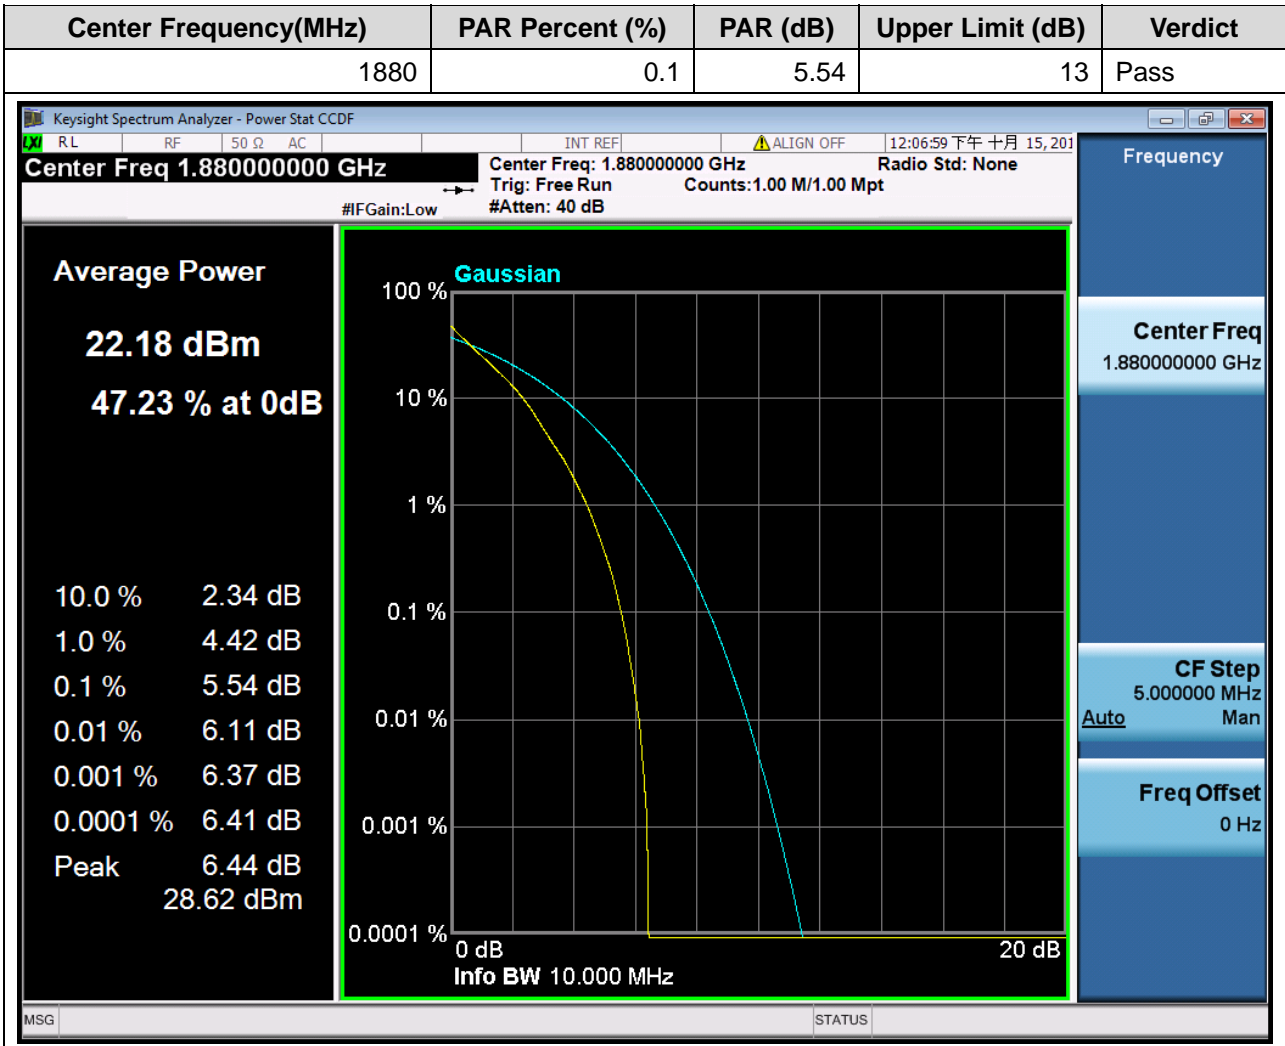 Center Frequency(MHz) PAR Percent (%) PAR (dB) Upper Limit (dB) Verdict
1880 0.1 5.54 13 Pass
Keysight Spectrum Analyzer - Power Stat CCDF
LXI RL RF 50 Ω AC INT REF ALIGN OFF 12:06:59 下午 十月 15, 201
Center Freq 1.880000000 GHz
Center Freq: 1.880000000 GHz Radio Std: None
Trig: Free Run Counts:1.00 M/1.00 Mpt
#IFGain:Low #Atten: 40 dB
Average Power
22.18 dBm
47.23 % at 0dB
10.0 % 2.34 dB
1.0 % 4.42 dB
0.1 % 5.54 dB
0.01 % 6.11 dB
0.001 % 6.37 dB
0.0001 % 6.41 dB
Peak 6.44 dB
28.62 dBm
Gaussian
100 %
10 %
1 %
0.1 %
0.01 %
0.001 %
0.0001 %
0 dB 20 dB
Info BW 10.000 MHz
Frequency
Center Freq
1.880000000 GHz
CF Step
5.000000 MHz
Auto Man
Freq Offset
0 Hz
MSG STATUS